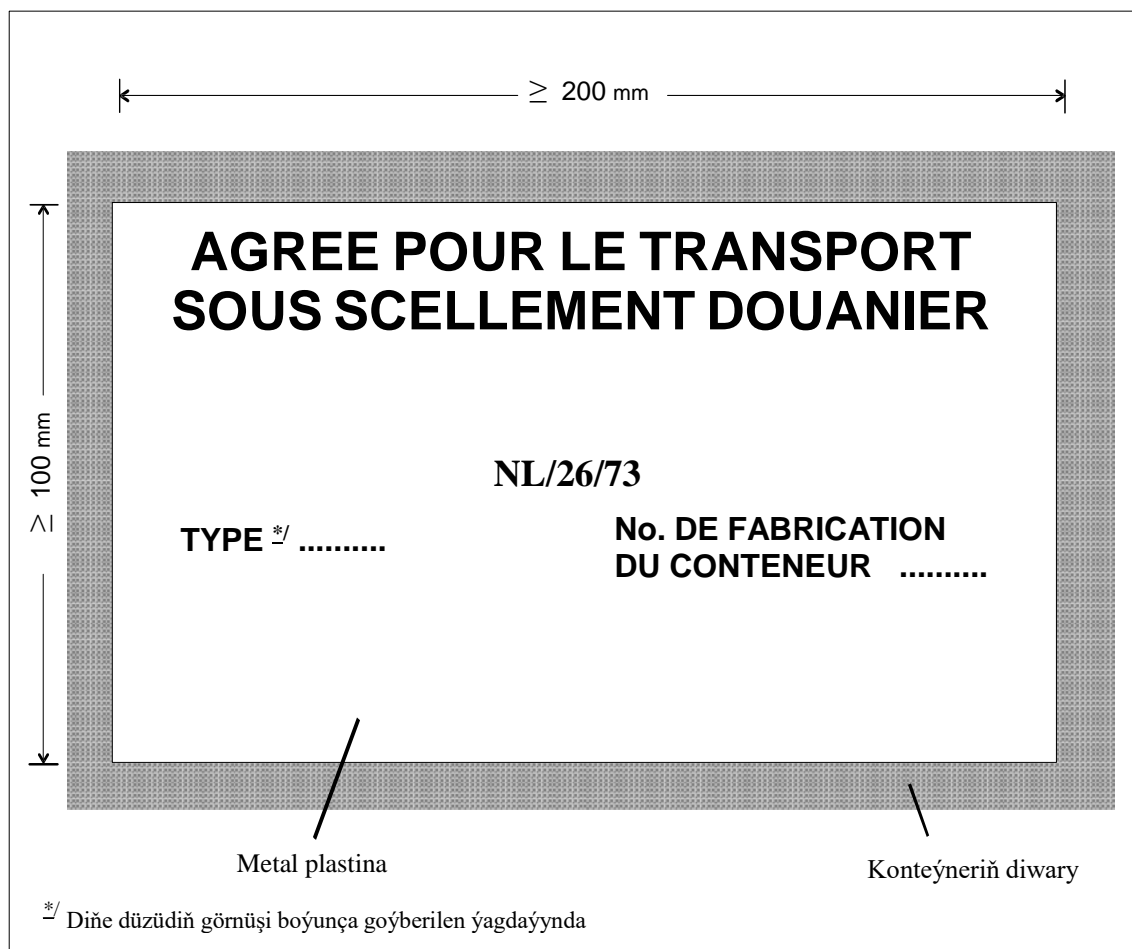 ≥ 200 mm
AGREE POUR LE TRANSPORT
SOUS SCELLEMENT DOUANIER
≥ 100 mm
NL/26/73
TYPE */ ..........
No. DE FABRICATION
DU CONTENEUR ..........
Metal plastina
Konteýneriň diwary
*/ Diňe düzüdiň görnüşi boýunça goýberilen ýagdaýynda